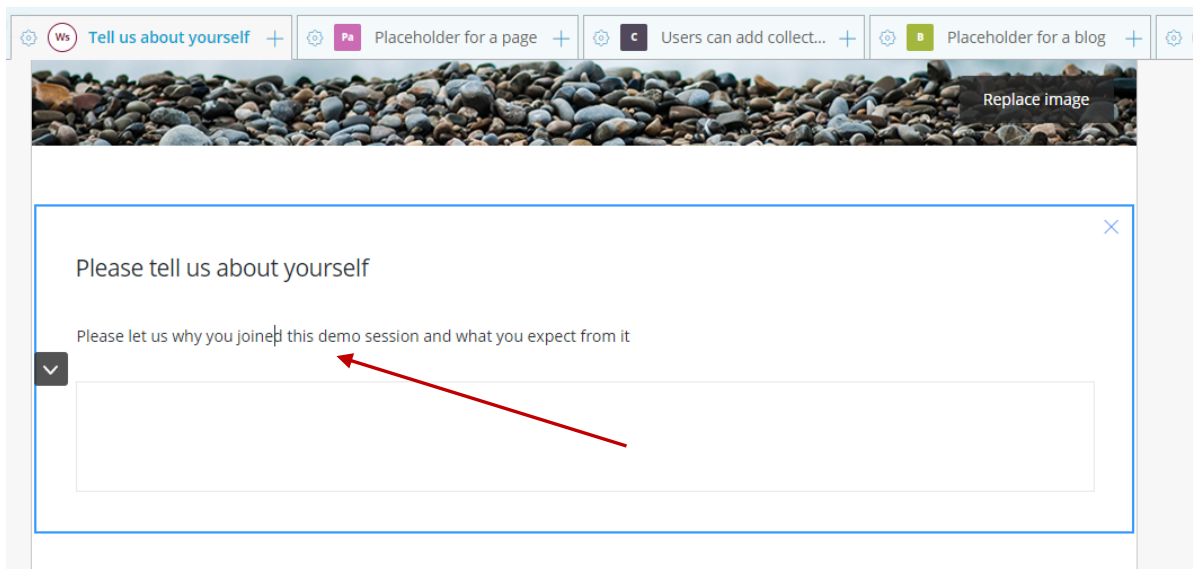 Ws Tell us about yourself
Pa Placeholder for a page
C Users can add collect...
B Placeholder for a blog
Replace image
Please tell us about yourself
Please let us why you joined this demo session and what you expect from it